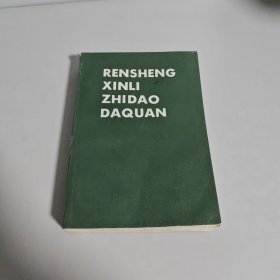 RENSHENG
XINLI
ZHIDAO
DAQUAN